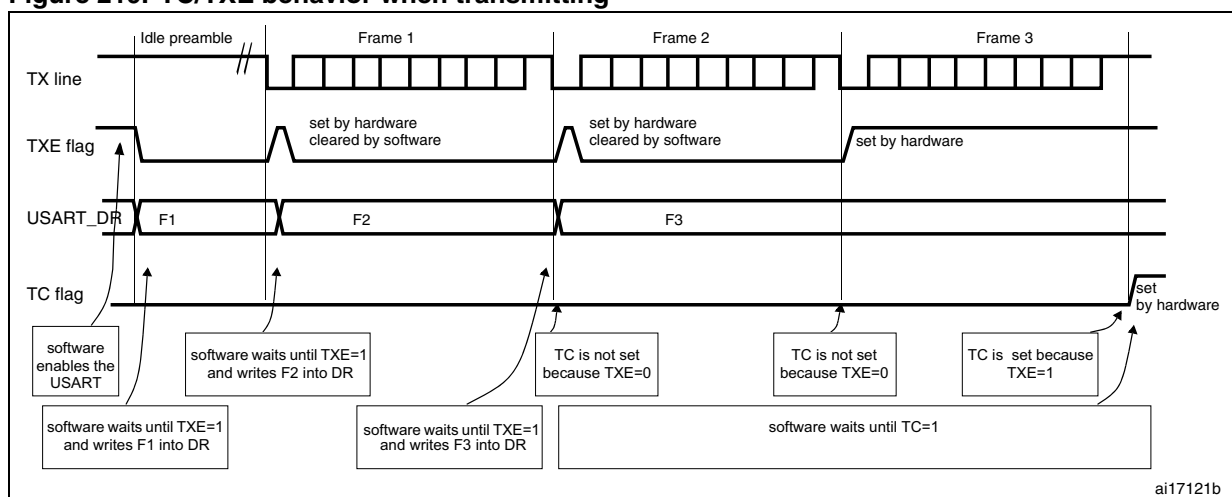 Figure 216. TC/TXE behavior when transmitting
Idle preamble
Frame 1
Frame 2
Frame 3
TX line
TXE flag
set by hardware
cleared by software
set by hardware
cleared by software
set by hardware
USART_DR
F1
F2
F3
TC flag
set
by hardware
software
enables the
USART
software waits until TXE=1
and writes F2 into DR
TC is not set
because TXE=0
TC is not set
because TXE=0
TC is set because
TXE=1
software waits until TXE=1
and writes F1 into DR
software waits until TXE=1
and writes F3 into DR
software waits until TC=1
ai17121b